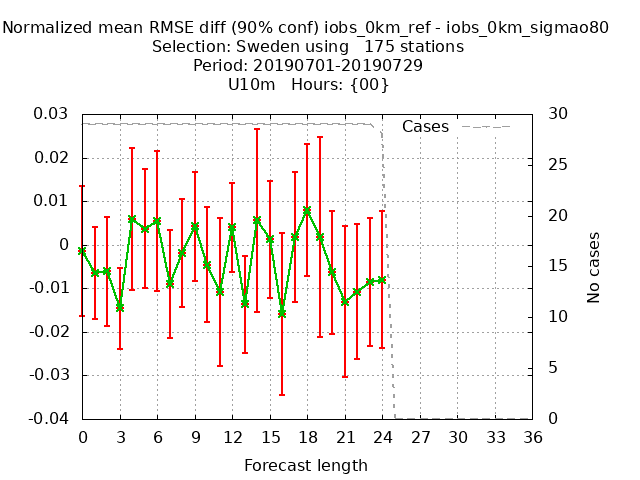 Normalized mean RMSE diff (90% conf) iobs_0km_ref - iobs_0km_sigmao80
Selection: Sweden using   175 stations
Period: 20190701-20190729
U10m   Hours: {00}
0.03
0.02
0.01
0
-0.01
-0.02
-0.03
-0.04
Cases
30
25
20
15
10
5
0
No cases
0 3 6 9 12 15 18 21 24 27 30 33 36
Forecast length